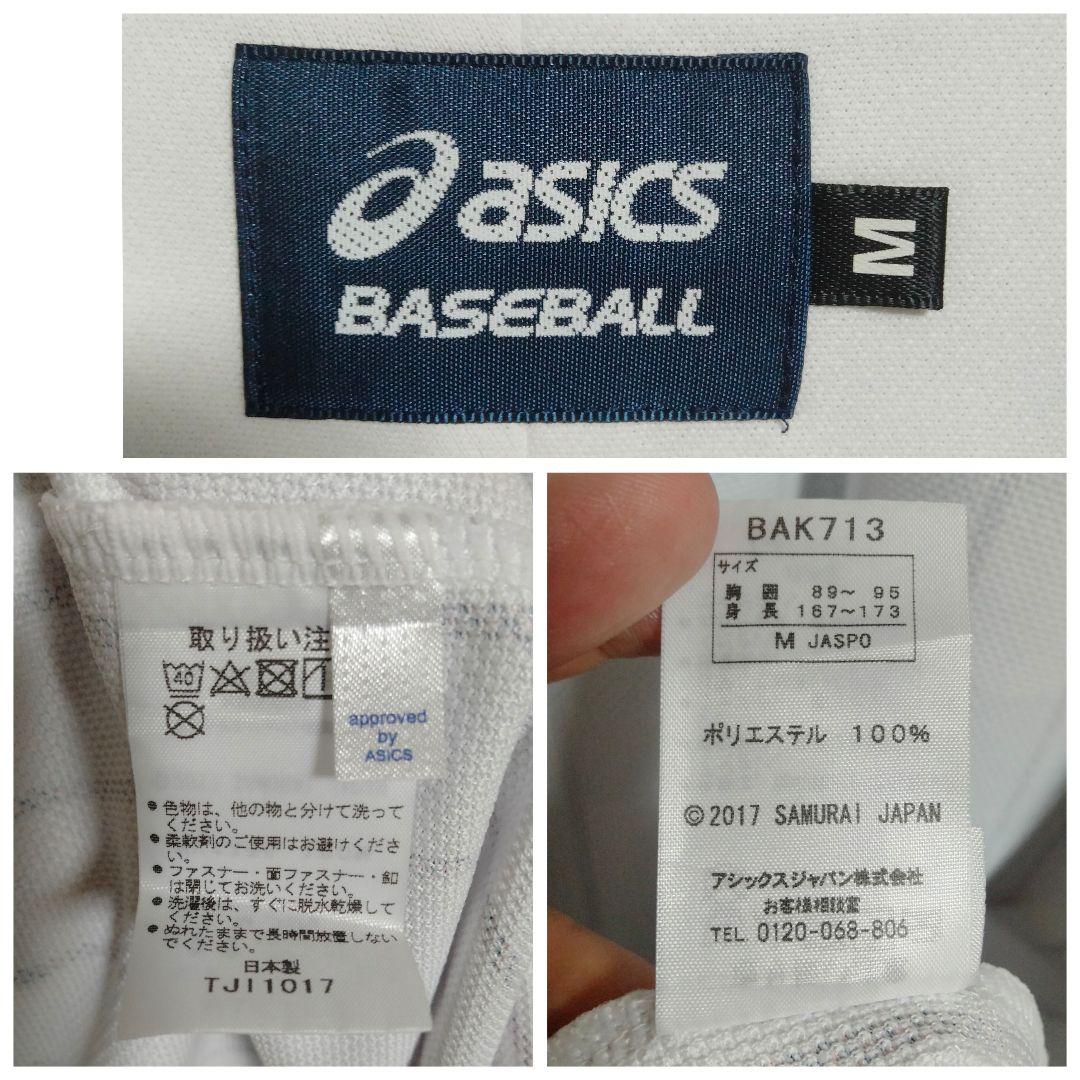 asics
BASEBALL
M
取り扱い注
40
approved
by
ASICS
● 色物は、他の物と分けて洗って
ください。
● 柔軟剤のご使用はお避けくださ
い。
● ファスナー・面ファスナー・釦
は閉じてお洗いください。
● 洗濯後は、すぐに脱水乾燥して
ください。
● ぬれたままで長時間放置しない
でください。
日本製
TJI1017
BAK713
サイズ
胸囲 89～ 95
身長 167～173
M JASPO
ポリエステル 100%
©2017 SAMURAI JAPAN
アシックスジャパン株式会社
お客様相談室
TEL 0120-068-806